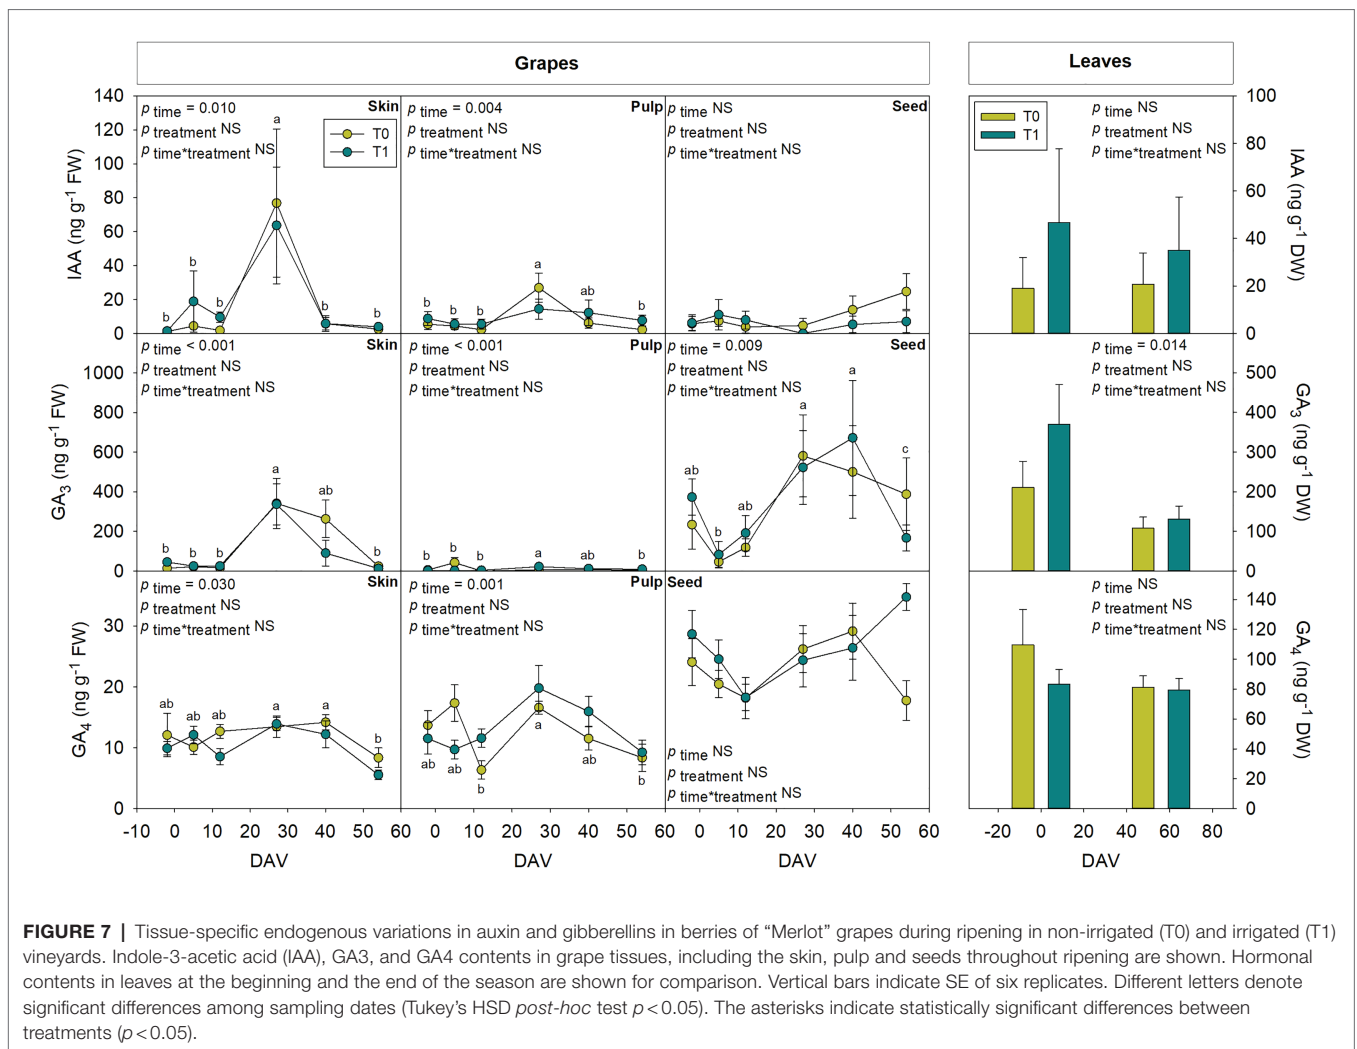 Grapes
Leaves
140
120
100
80
60
40
20
0
IAA (ng g-1 FW)
p time = 0.010
p treatment NS
p time*treatment NS
Skin
T0
T1
b
b
b
a
b
b
p time = 0.004
p treatment NS
p time*treatment NS
Pulp
b
b
b
a
ab
b
p time NS
p treatment NS
p time*treatment NS
Seed
T0
T1
p time NS
p treatment NS
p time*treatment NS
100
80
60
40
20
0
IAA (ng g-1 DW)
1000
800
600
400
200
0
GA3 (ng g-1 FW)
p time < 0.001
p treatment NS
p time*treatment NS
Skin
b
b
b
a
ab
b
p time < 0.001
p treatment NS
p time*treatment NS
Pulp
b
b
b
a
ab
b
p time = 0.009
p treatment NS
p time*treatment NS
Seed
ab
b
ab
a
a
c
p time = 0.014
p treatment NS
p time*treatment NS
500
400
300
200
100
0
GA3 (ng g-1 DW)
30
20
10
0
GA4 (ng g-1 FW)
p time = 0.030
p treatment NS
p time*treatment NS
Skin
ab
ab
ab
a
a
b
p time = 0.001
p treatment NS
p time*treatment NS
Pulp
ab
ab
b
a
ab
b
Seed
p time NS
p treatment NS
p time*treatment NS
p time NS
p treatment NS
p time*treatment NS
140
120
100
80
60
40
20
0
GA4 (ng g-1 DW)
-10 0 10 20 30 40 50 60 0 10 20 30 40 50 60 0 10 20 30 40 50 60
-20 0 20 40 60 80
DAV DAV DAV DAV
FIGURE 7 | Tissue-specific endogenous variations in auxin and gibberellins in berries of “Merlot” grapes during ripening in non-irrigated (T0) and irrigated (T1)
vineyards. Indole-3-acetic acid (IAA), GA3, and GA4 contents in grape tissues, including the skin, pulp and seeds throughout ripening are shown. Hormonal
contents in leaves at the beginning and the end of the season are shown for comparison. Vertical bars indicate SE of six replicates. Different letters denote
significant differences among sampling dates (Tukey’s HSD post-hoc test p<0.05). The asterisks indicate statistically significant differences between
treatments (p<0.05).